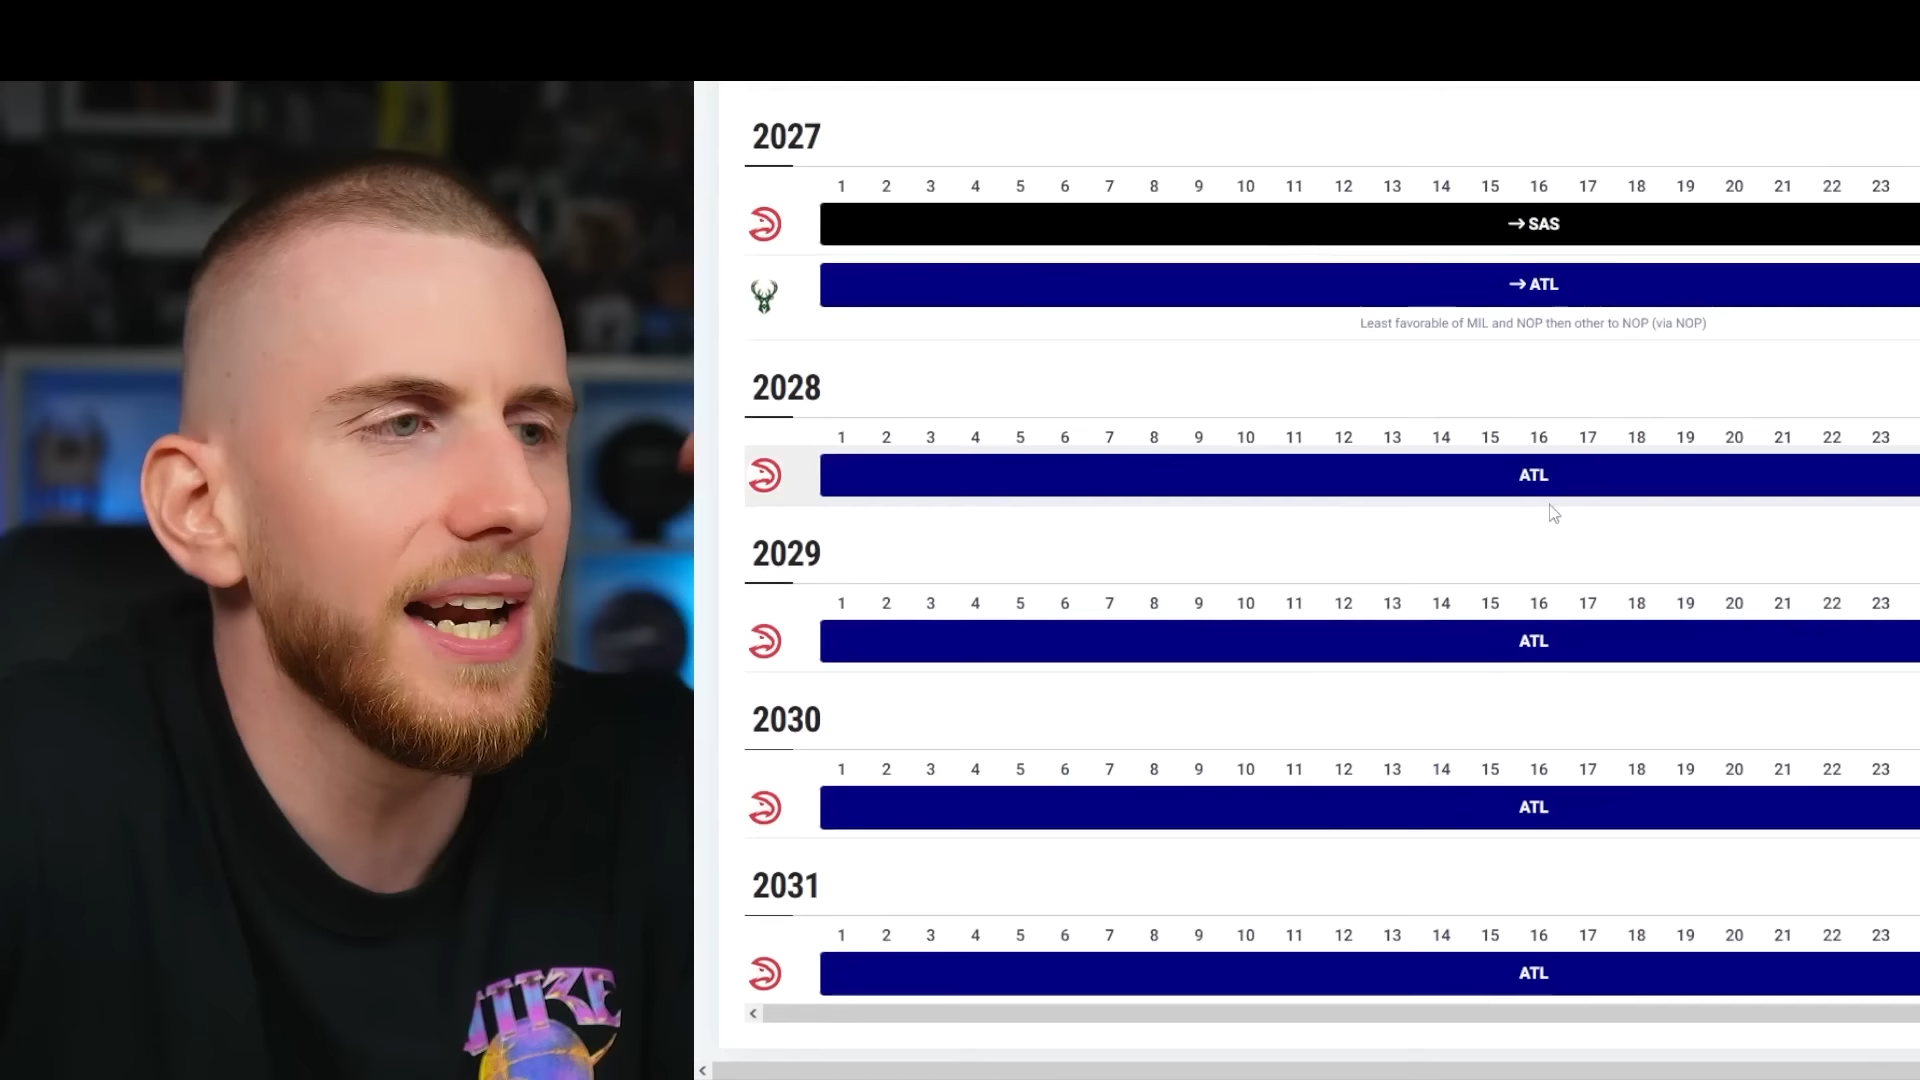 2027
1 2 3 4 5 6 7 8 9 10 11 12 13 14 15 16 17 18 19 20 21 22 23
→ SAS
→ ATL
Least favorable of MIL and NOP then other to NOP (via NOP)
2028
1 2 3 4 5 6 7 8 9 10 11 12 13 14 15 16 17 18 19 20 21 22 23
ATL
2029
1 2 3 4 5 6 7 8 9 10 11 12 13 14 15 16 17 18 19 20 21 22 23
ATL
2030
1 2 3 4 5 6 7 8 9 10 11 12 13 14 15 16 17 18 19 20 21 22 23
ATL
2031
1 2 3 4 5 6 7 8 9 10 11 12 13 14 15 16 17 18 19 20 21 22 23
ATL